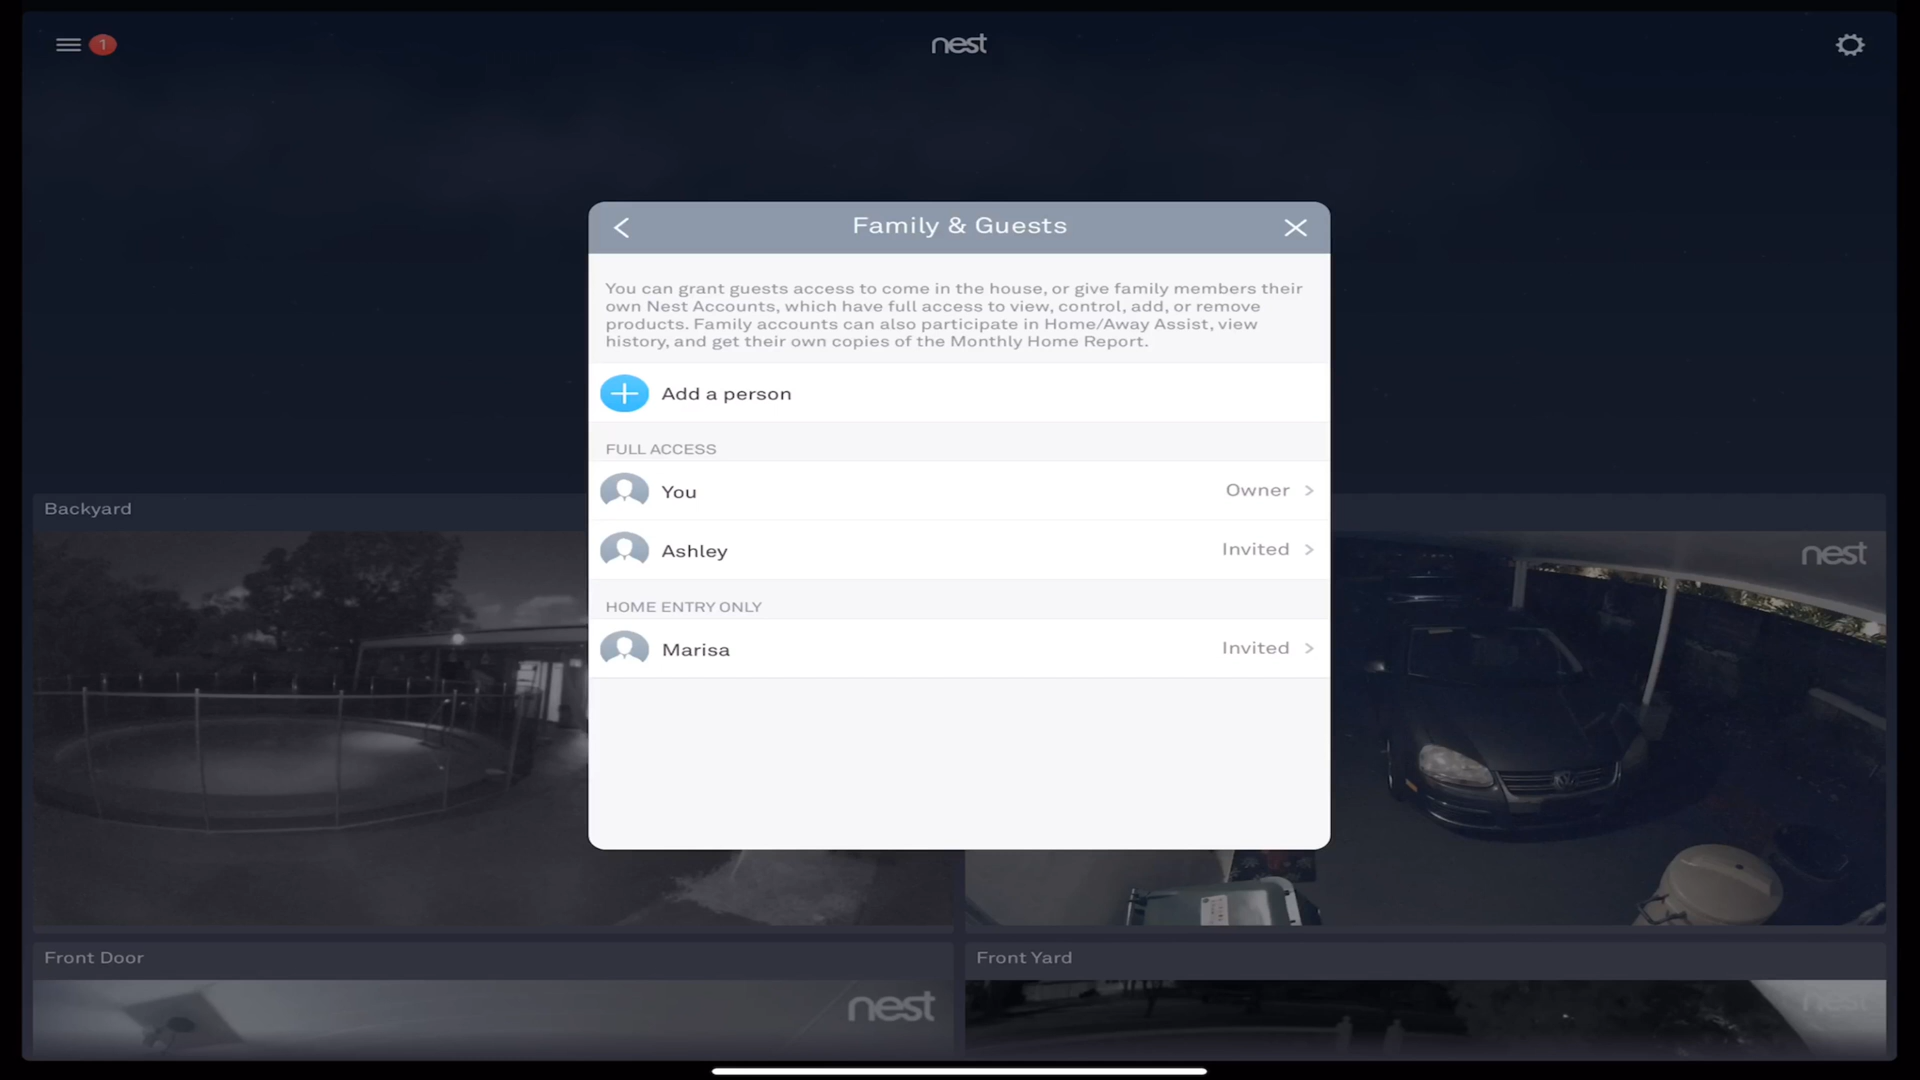 1
nest
Family & Guests
You can grant guests access to come in the house, or give family members their
own Nest Accounts, which have full access to view, control, add, or remove
products. Family accounts can also participate in Home/Away Assist, view
history, and get their own copies of the Monthly Home Report.
Add a person
FULL ACCESS
You
Owner
Ashley
Invited
HOME ENTRY ONLY
Marisa
Invited
Backyard
nest
Front Door
Front Yard
nest
nest